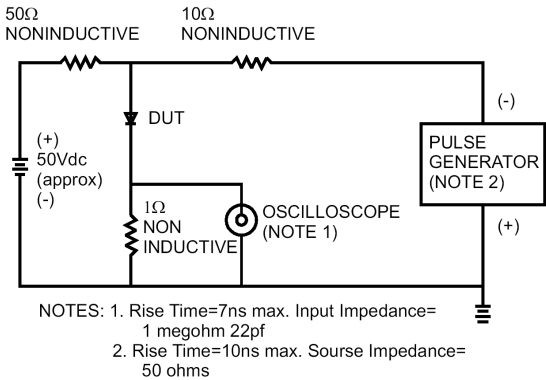 50Ω
NONINDUCTIVE
10Ω
NONINDUCTIVE
DUT
(+)
50Vdc
(approx)
(-)
1Ω
NON
INDUCTIVE
OSCILLOSCOPE
(NOTE 1)
(-)
PULSE
GENERATOR
(NOTE 2)
(+)
NOTES: 1. Rise Time=7ns max. Input Impedance=
1 megohm 22pf
2. Rise Time=10ns max. Sourse Impedance=
50 ohms